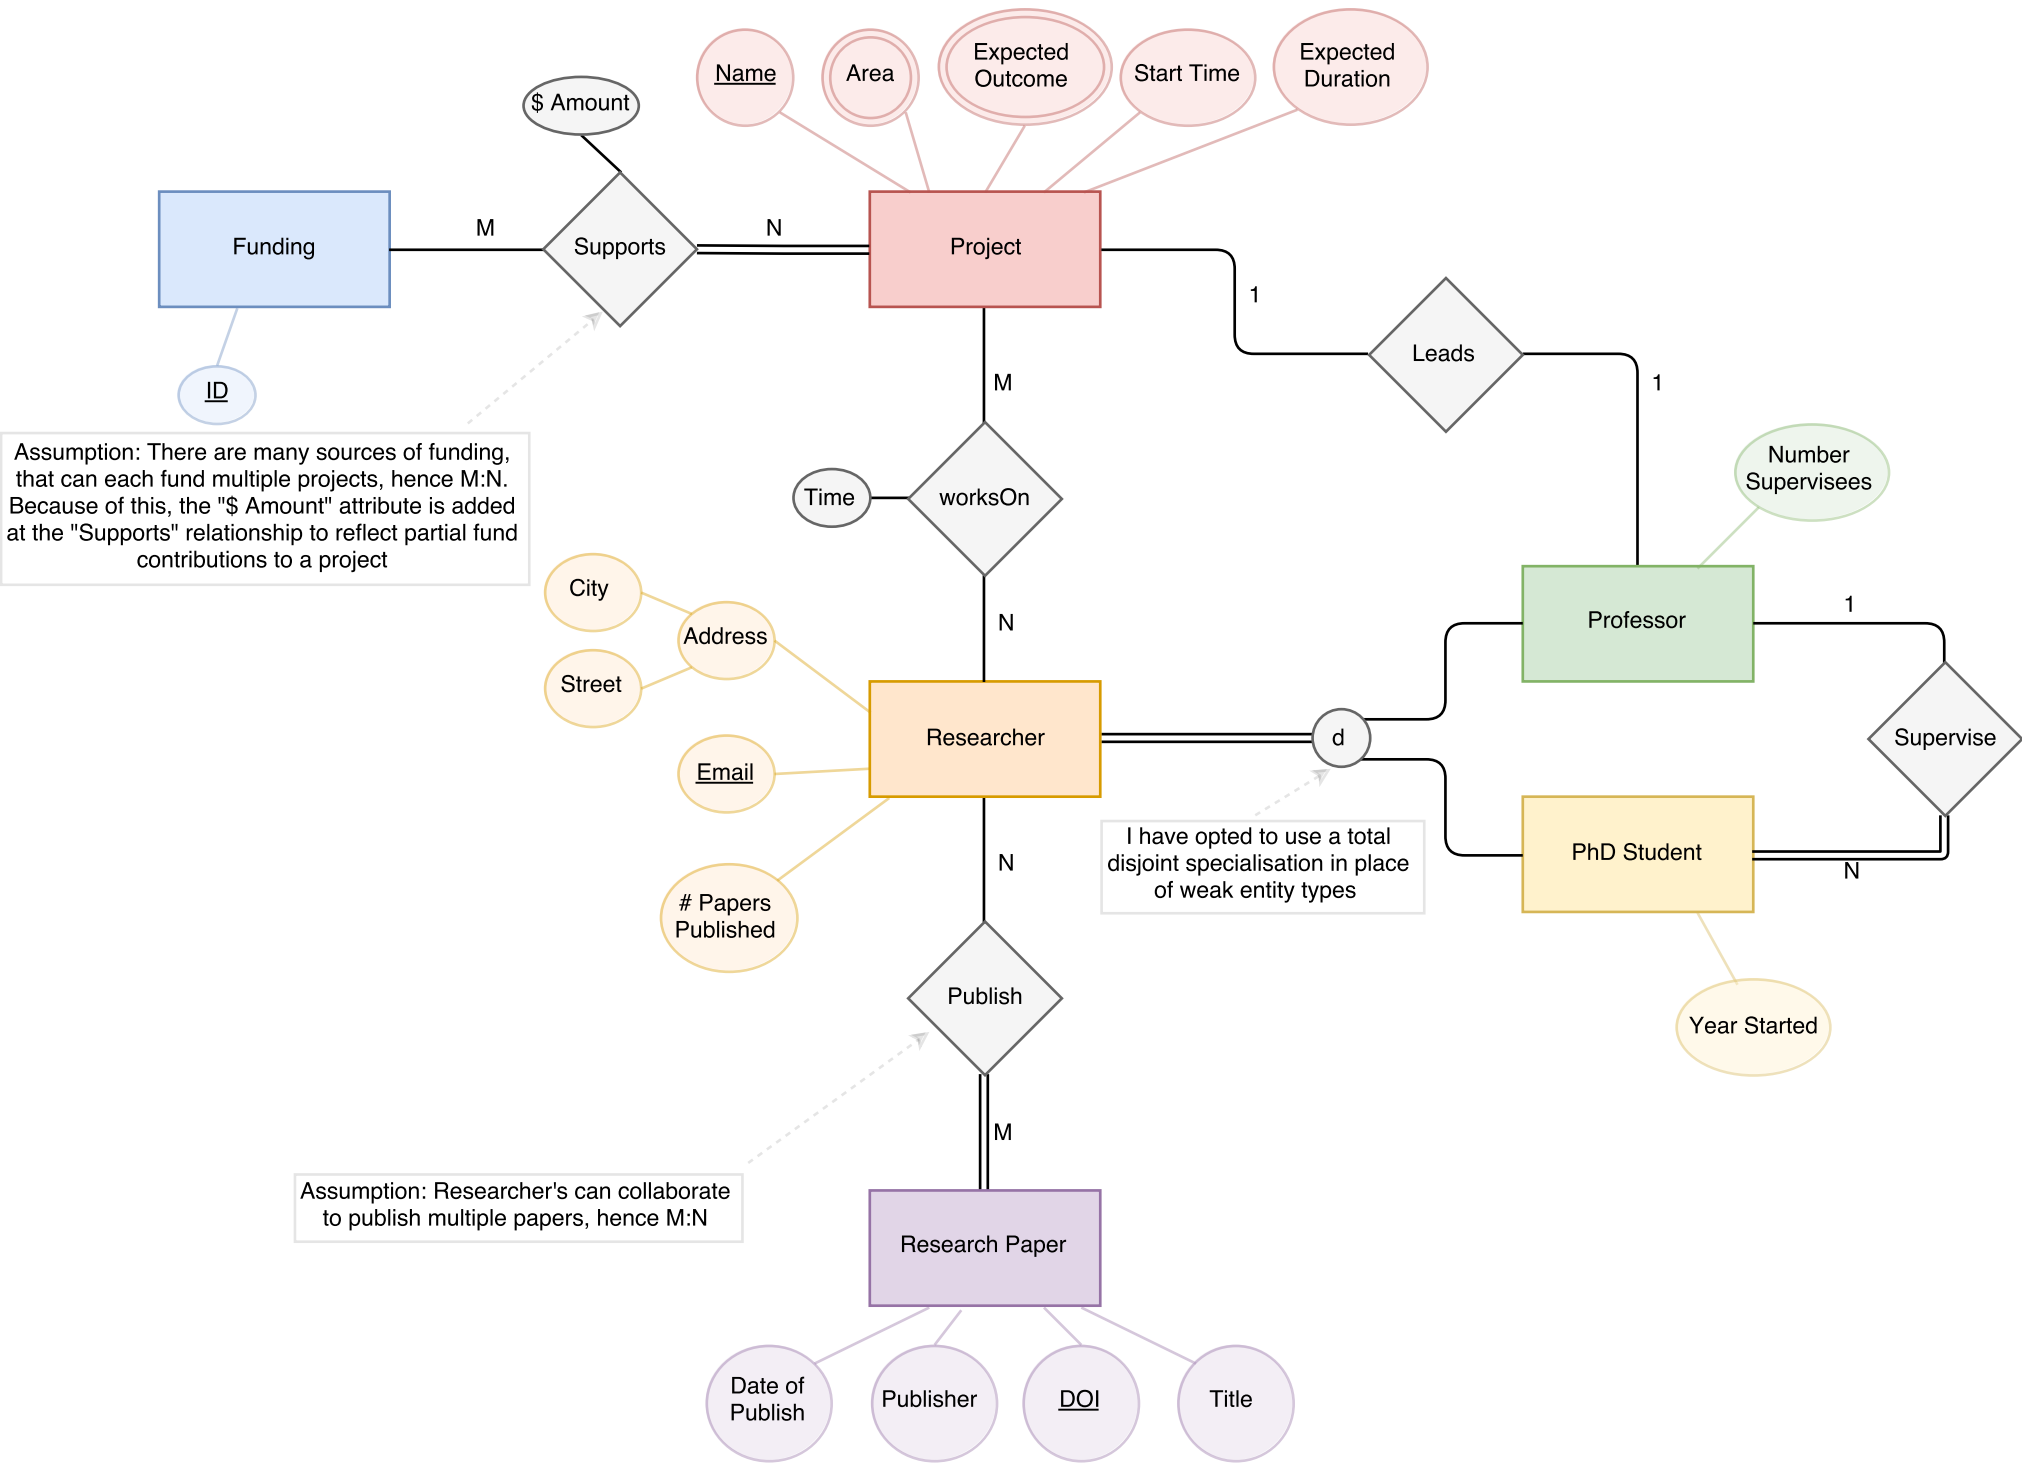 Name
Area
Expected
Outcome
Start Time
Expected
Duration
$ Amount
Funding
M
Supports
N
Project
1
Leads
1
ID
M
Assumption: There are many sources of funding,
that can each fund multiple projects, hence M:N.
Because of this, the "$ Amount" attribute is added
at the "Supports" relationship to reflect partial fund
contributions to a project
Time
worksOn
Number
Supervisees
City
Address
Street
N
Professor
1
Email
Researcher
d
Supervise
# Papers
Published
N
I have opted to use a total
disjoint specialisation in place
of weak entity types
PhD Student
N
Publish
Year Started
M
Assumption: Researcher's can collaborate
to publish multiple papers, hence M:N
Research Paper
Date of
Publish
Publisher
DOI
Title